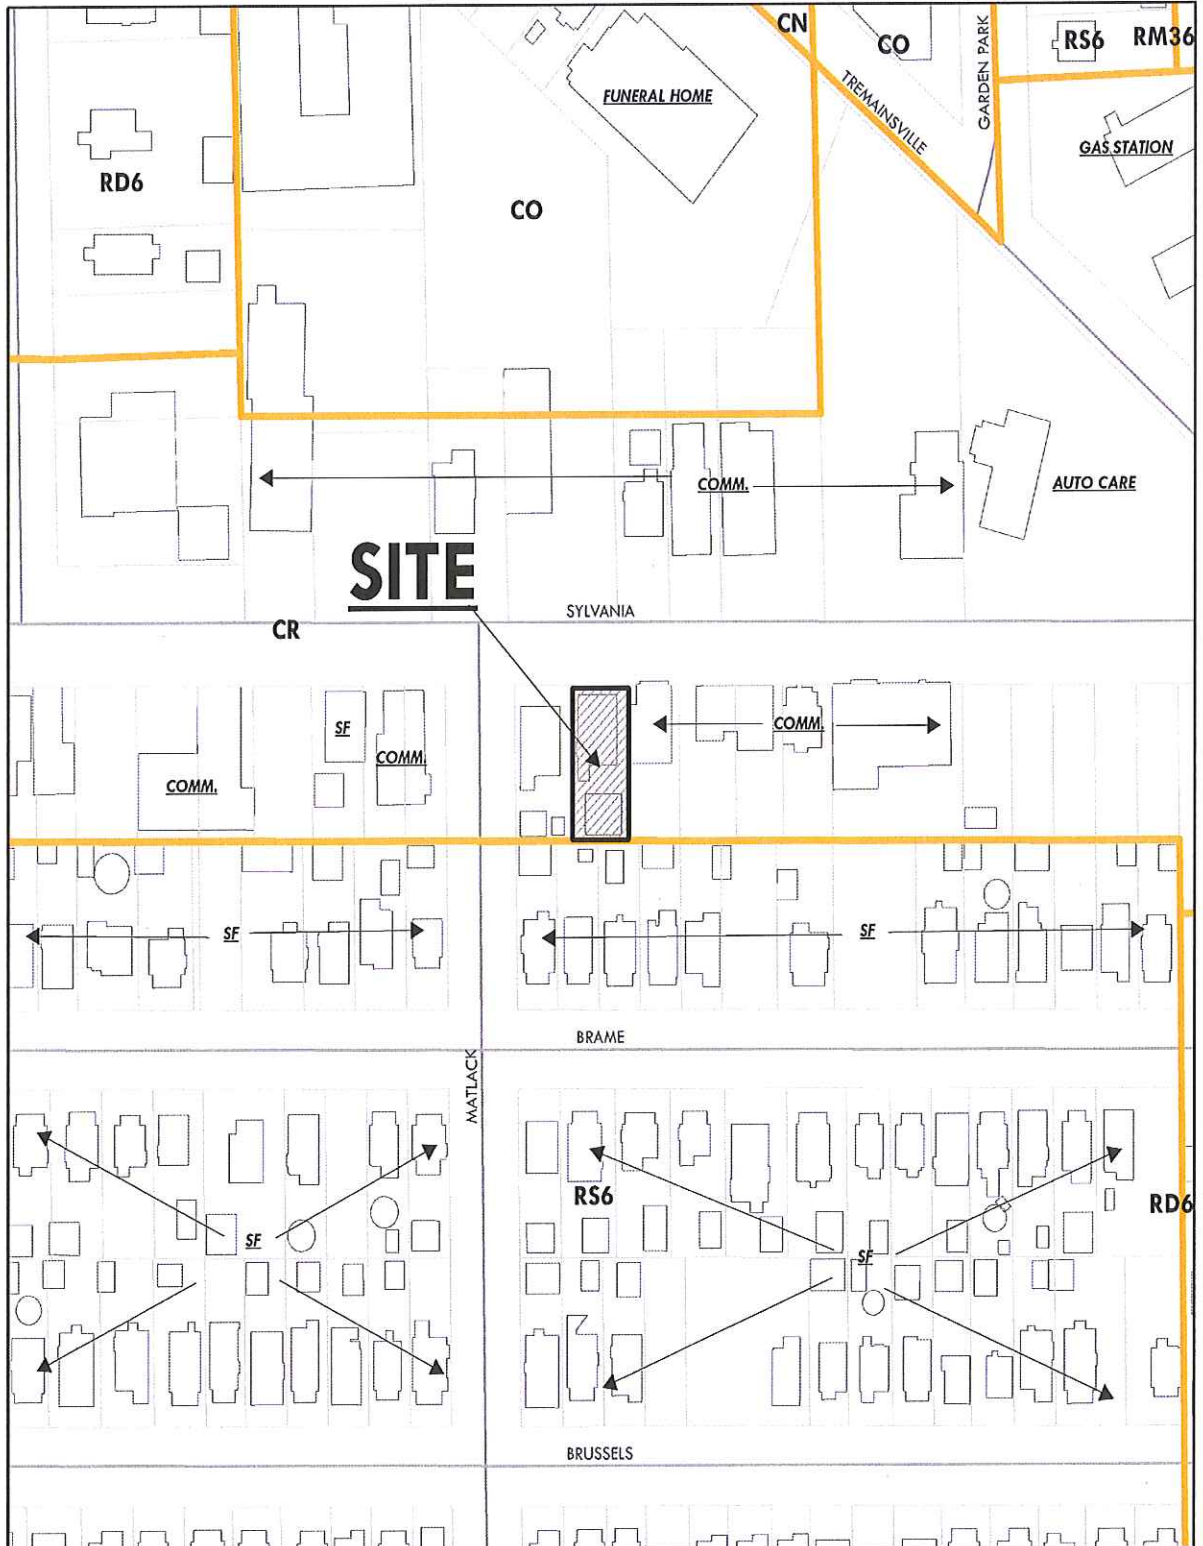 CN
CO
GARDEN PARK
RS6
RM36
FUNERAL HOME
TREMAINSVILLE
GAS STATION
RD6
CO
COMM.
AUTO CARE
SITE
SYLVANIA
CR
SF
COMM.
COMM.
COMM.
SF
SF
BRAME
MATLACK
RS6
RD6
SF
SF
BRUSSELS